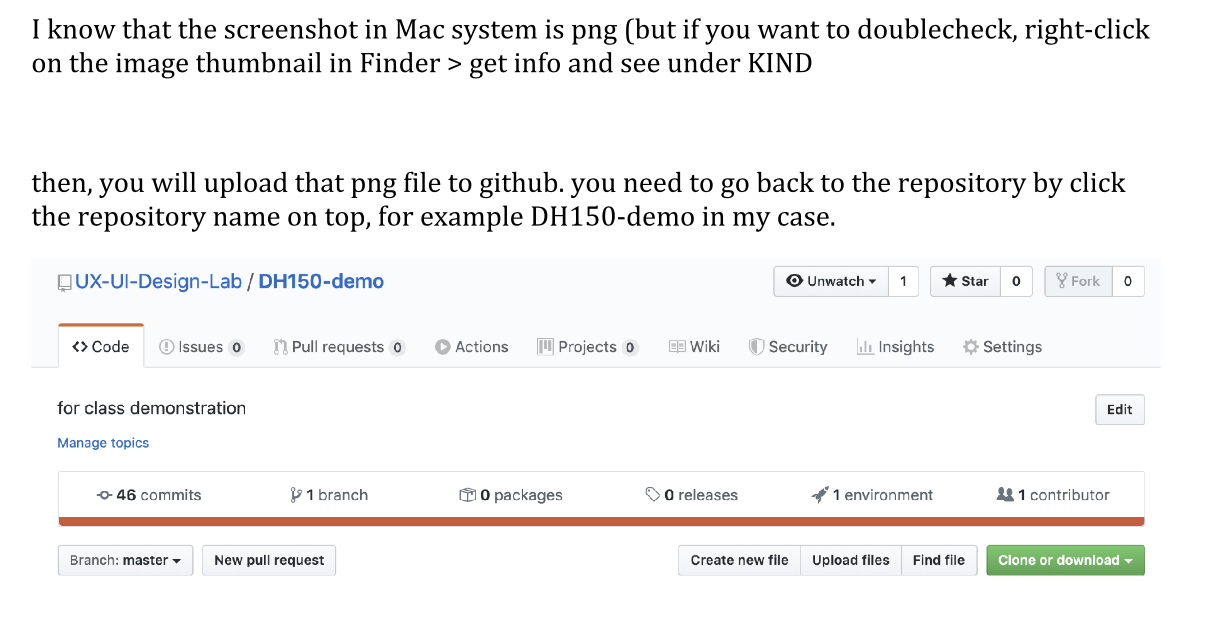 I know that the screenshot in Mac system is png (but if you want to doublecheck, right-click
on the image thumbnail in Finder > get info and see under KIND
then, you will upload that png file to github. you need to go back to the repository by click
the repository name on top, for example DH150-demo in my case.
UX-UI-Design-Lab / DH150-demo Unwatch 1 Star 0 Fork 0
Code Issues 0 Pull requests 0 Actions Projects 0 Wiki Security Insights Settings
for class demonstration Edit
Manage topics
46 commits 1 branch 0 packages 0 releases 1 environment 1 contributor
Branch: master New pull request Create new file Upload files Find file Clone or download